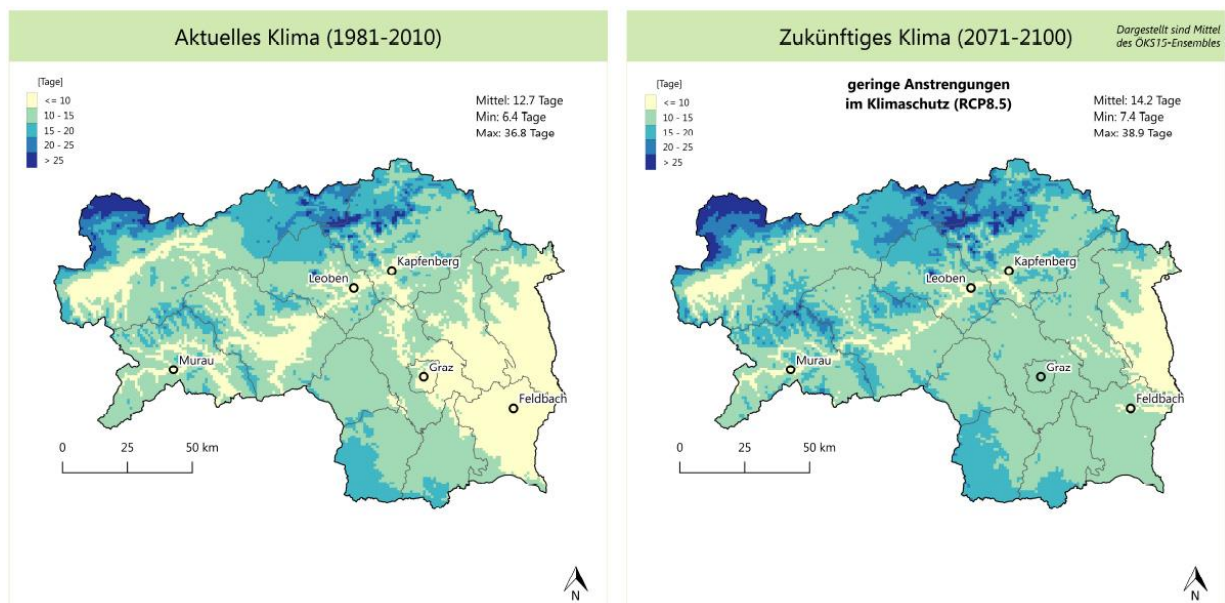 Aktuelles Klima (1981-2010)
[Tage]
<= 10
10 - 15
15 - 20
20 - 25
> 25
Mittel: 12.7 Tage
Min: 6.4 Tage
Max: 36.8 Tage
Kapfenberg
Leoben
Murau
Graz
Feldbach
0 25 50 km
N
Zukünftiges Klima (2071-2100)
Dargestellt sind Mittel
des ÖKS15-Ensembles
[Tage]
<= 10
10 - 15
15 - 20
20 - 25
> 25
geringe Anstrengungen
im Klimaschutz (RCP8.5)
Mittel: 14.2 Tage
Min: 7.4 Tage
Max: 38.9 Tage
Kapfenberg
Leoben
Murau
Graz
Feldbach
0 25 50 km
N